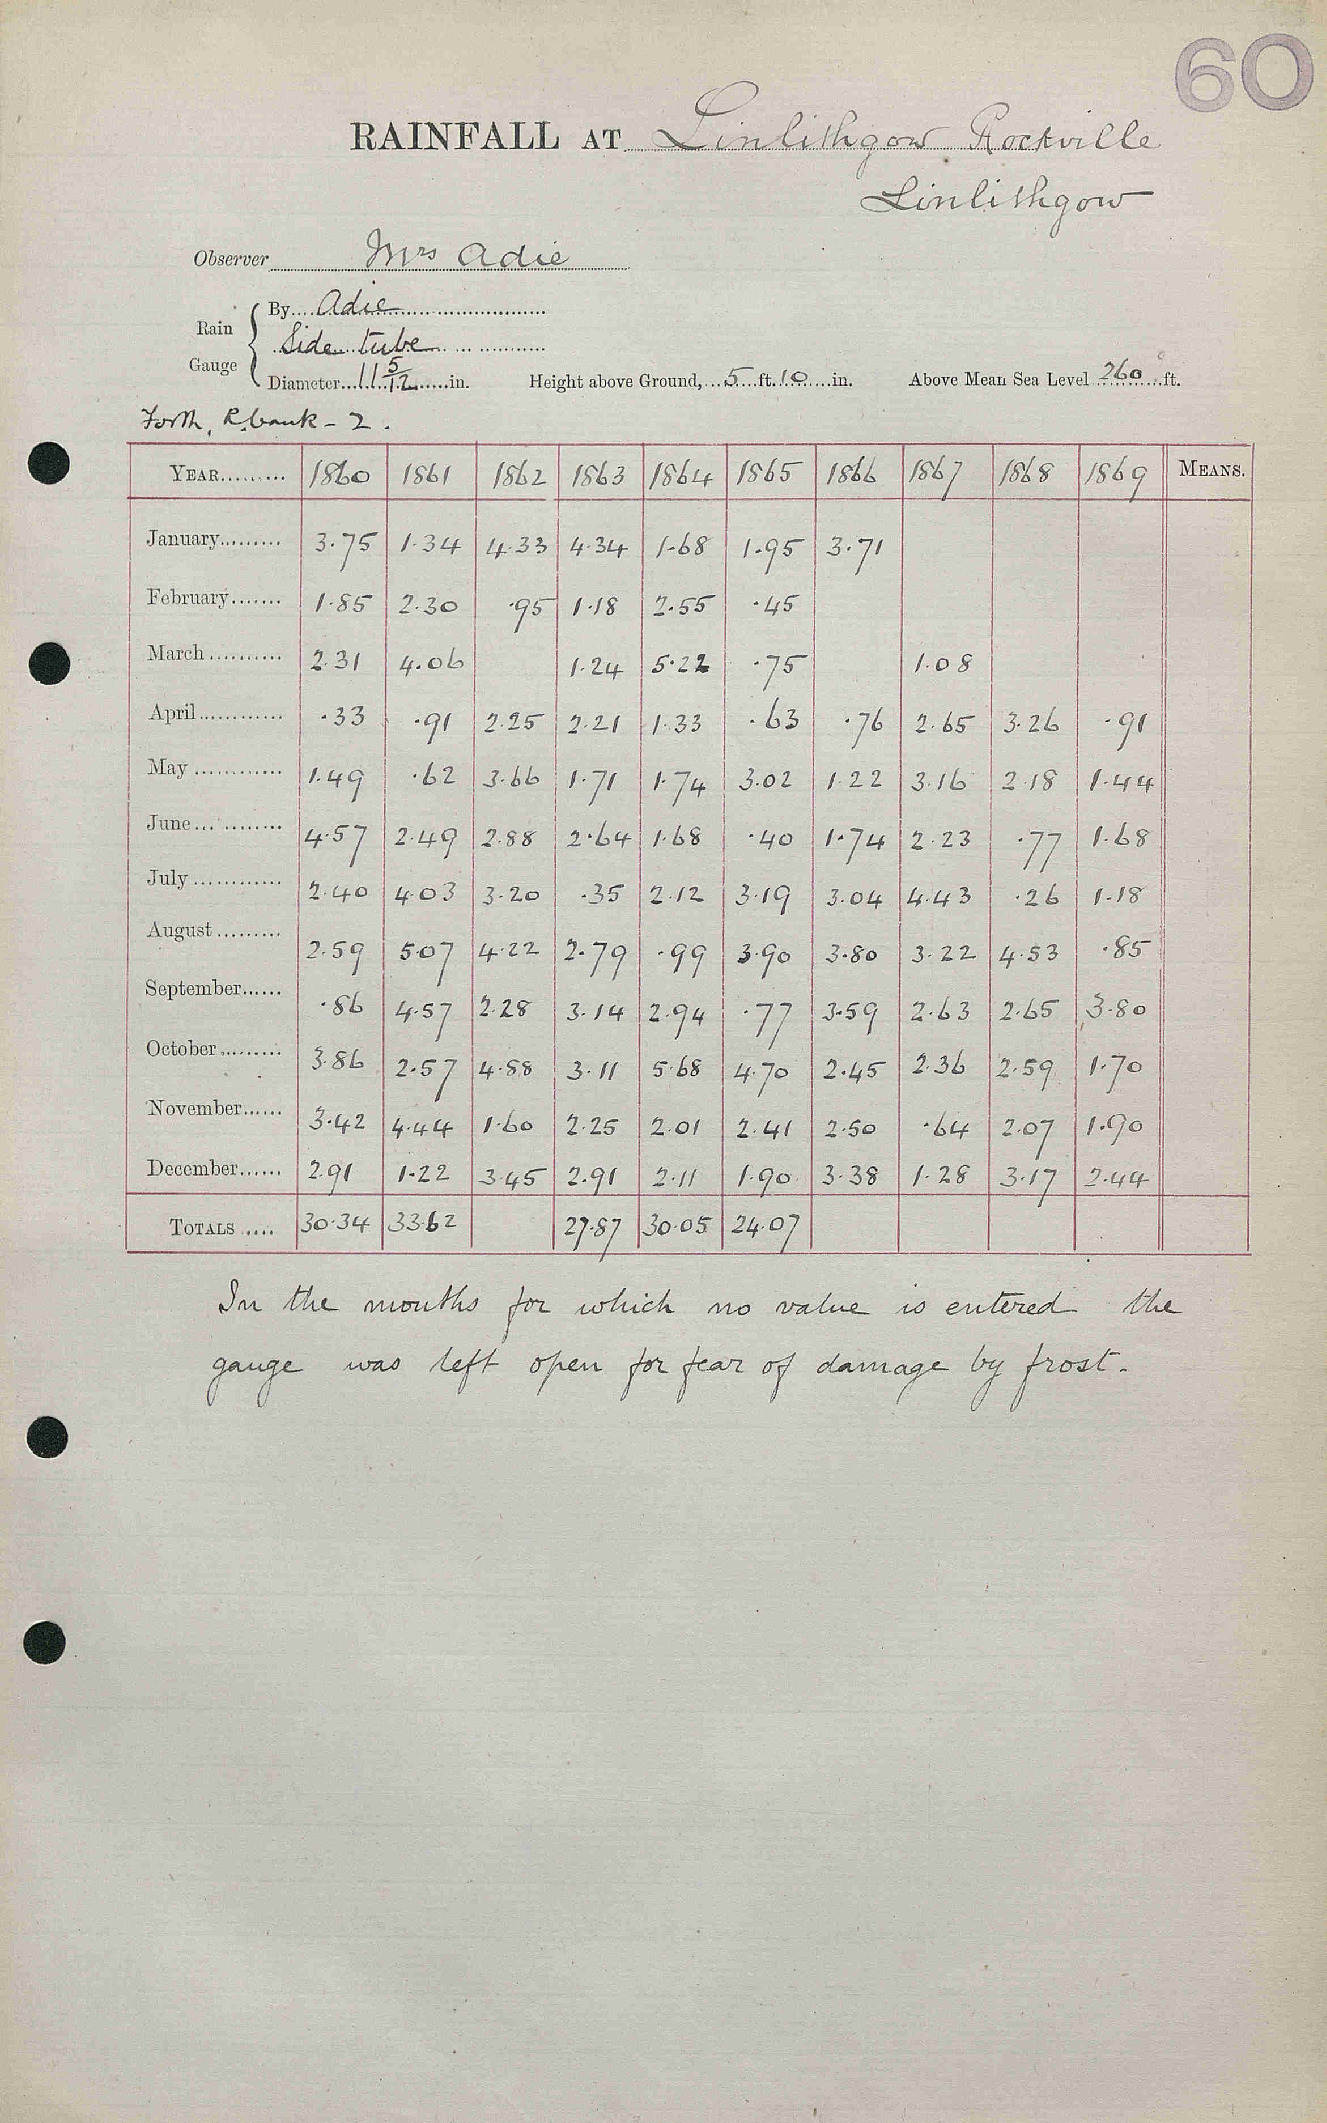 60
RAINFALL AT Linlithgow Rockville
Linlithgow
Observer Mrs Adie
Rain Gauge { By Adie
Side tube
Diameter 11 5/12 in. Height above Ground, 5 ft. 10 in. Above Mean Sea Level 260 ft.
Forth, R. bank - 2.
YEAR 1860 1861 1862 1863 1864 1865 1866 1867 1868 1869 MEANS.
January 3.75 1.34 4.33 4.34 1.68 1.95 3.71
February 1.85 2.30 .95 1.18 2.55 .45
March 2.31 4.06 1.24 5.22 .75 1.08
April .33 .91 2.25 2.21 1.33 .63 .76 2.65 3.26 .91
May 1.49 .62 3.66 1.71 1.74 3.02 1.22 3.16 2.18 1.44
June 4.57 2.49 2.88 2.64 1.68 .40 1.74 2.23 .77 1.68
July 2.40 4.03 3.20 .35 2.12 3.19 3.04 4.43 .26 1.18
August 2.59 5.07 4.22 2.79 .99 3.90 3.80 3.22 4.53 .85
September .86 4.57 2.28 3.14 2.94 .77 3.59 2.63 2.65 3.80
October 3.86 2.57 4.88 3.11 5.68 4.70 2.45 2.36 2.59 1.70
November 3.42 4.44 1.60 2.25 2.01 2.41 2.50 .64 2.07 1.90
December 2.91 1.22 3.45 2.91 2.11 1.90 3.38 1.28 3.17 2.44
TOTALS 30.34 33.62 27.87 30.05 24.07
In the months for which no value is entered the
gauge was left open for fear of damage by frost.